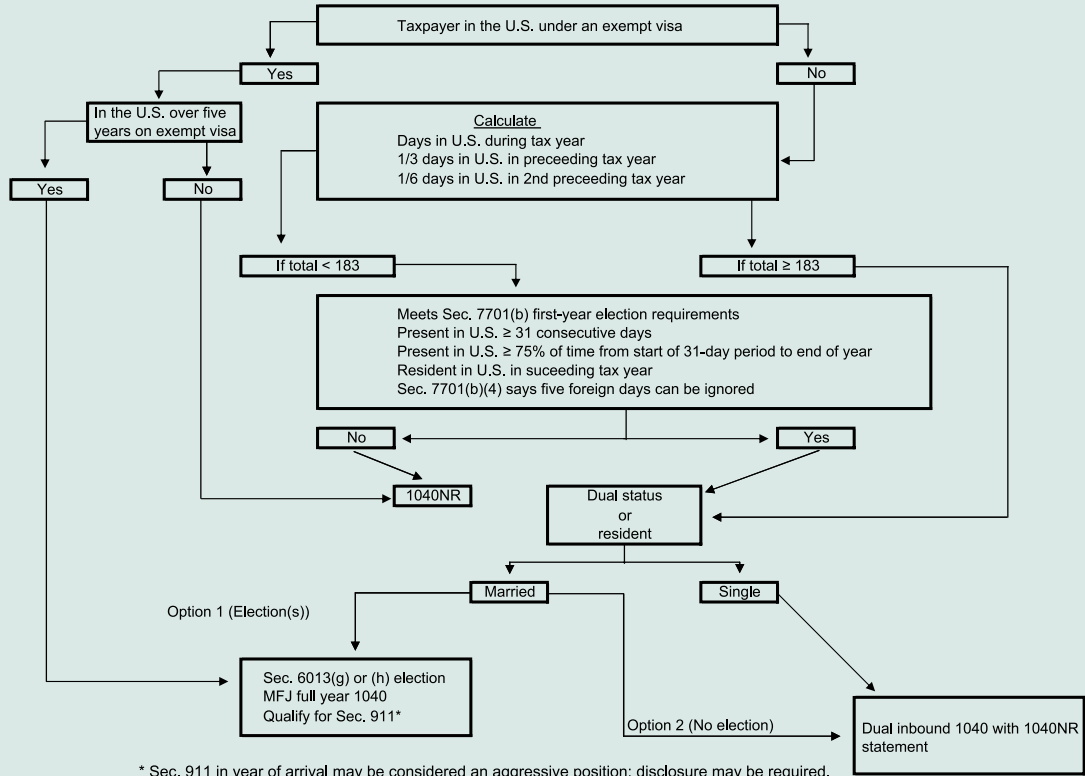 Taxpayer in the U.S. under an exempt visa
Yes
No
In the U.S. over five
years on exempt visa
Calculate
Days in U.S. during tax year
1/3 days in U.S. in preceeding tax year
1/6 days in U.S. in 2nd preceeding tax year
Yes
No
If total < 183
If total ≥ 183
Meets Sec. 7701(b) first-year election requirements
Present in U.S. ≥ 31 consecutive days
Present in U.S. ≥ 75% of time from start of 31-day period to end of year
Resident in U.S. in suceeding tax year
Sec. 7701(b)(4) says five foreign days can be ignored
No
Yes
1040NR
Dual status
or
resident
Married
Single
Option 1 (Election(s))
Sec. 6013(g) or (h) election
MFJ full year 1040
Qualify for Sec. 911*
Option 2 (No election)
Dual inbound 1040 with 1040NR
statement
* Sec. 911 in year of arrival may be considered an aggressive position; disclosure may be required.